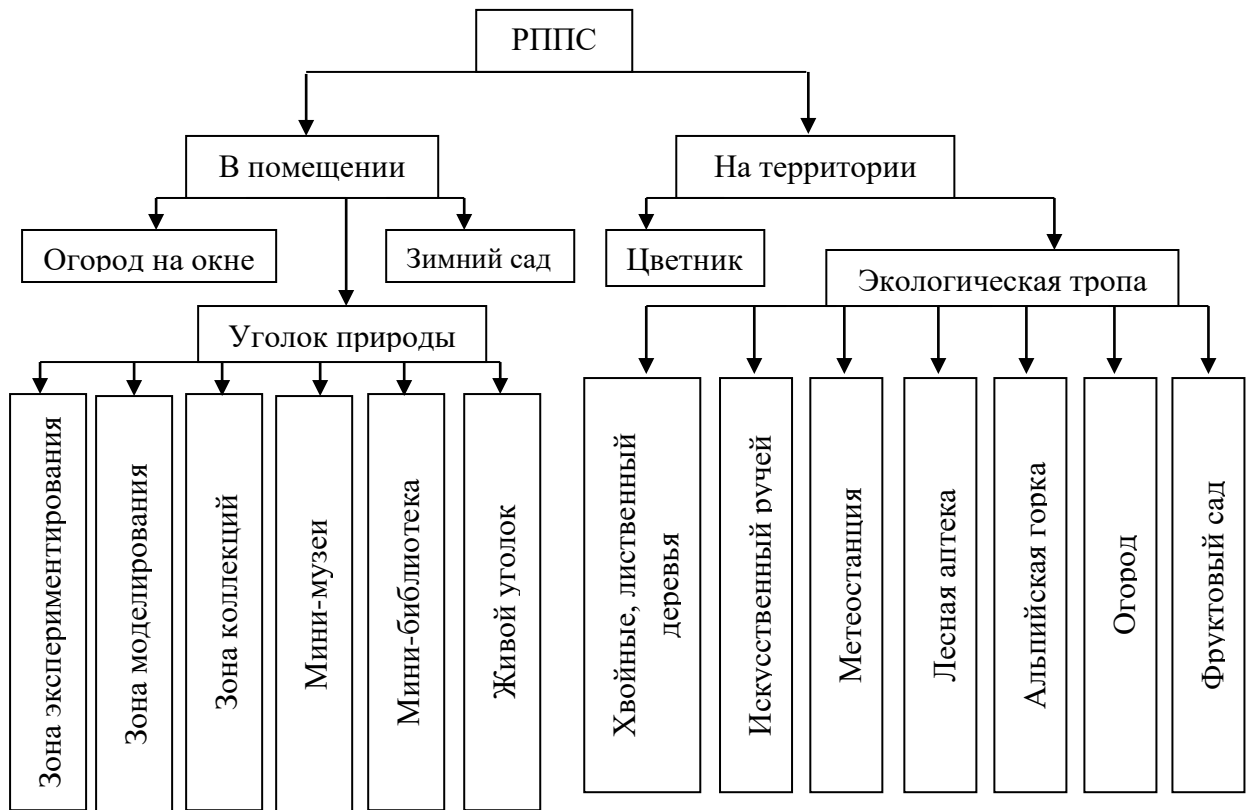 РППС
В помещении
На территории
Огород на окне
Зимний сад
Цветник
Экологическая тропа
Уголок природы
Зона экспериментирования
Зона моделирования
Зона коллекций
Мини-музеи
Мини-библиотека
Живой уголок
Хвойные, лиственный
деревья
Искусственный ручей
Метеостанция
Лесная аптека
Альпийская горка
Огород
Фруктовый сад